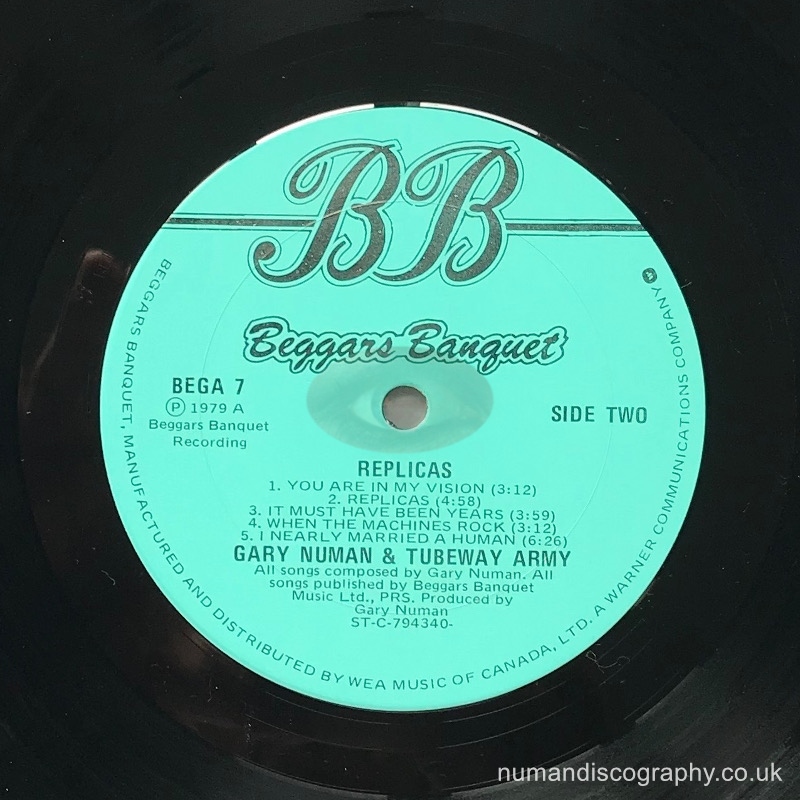 BB
Beggars Banquet
BEGA 7
Ⓟ 1979 A
Beggars Banquet
Recording
SIDE TWO
REPLICAS
1. YOU ARE IN MY VISION (3:12)
2. REPLICAS (4:58)
3. IT MUST HAVE BEEN YEARS (3:59)
4. WHEN THE MACHINES ROCK (3:12)
5. I NEARLY MARRIED A HUMAN (6:26)
GARY NUMAN & TUBEWAY ARMY
All songs composed by Gary Numan. All
songs published by Beggars Banquet
Music Ltd., PRS. Produced by
Gary Numan
ST-C-794340-
BEGGARS BANQUET, MANUFACTURED AND DISTRIBUTED BY WEA MUSIC OF CANADA, LTD. A WARNER COMMUNICATIONS COMPANY
numandiscography.co.uk